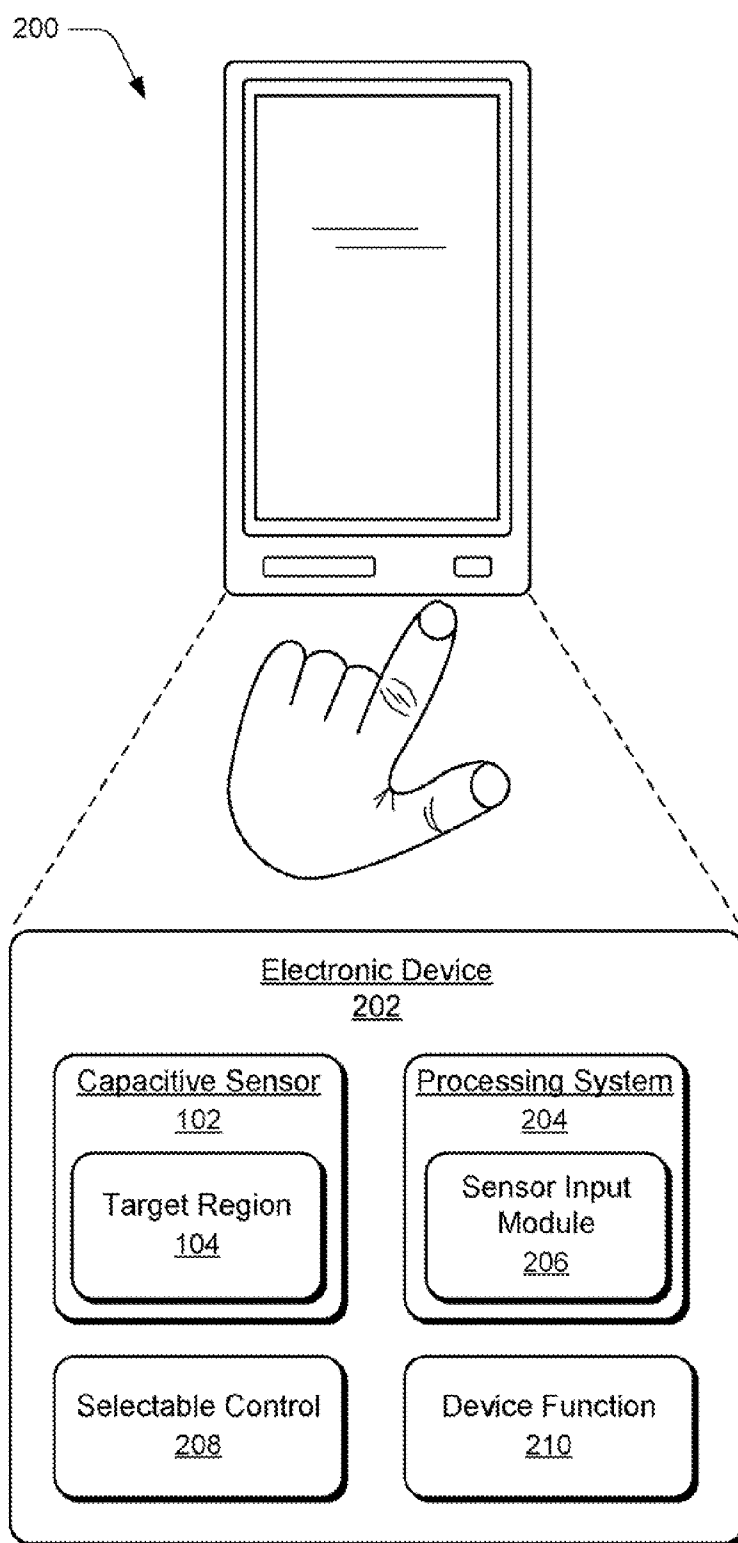 200
Electronic Device
202
Capacitive Sensor
102
Target Region
104
Processing System
204
Sensor Input
Module
206
Selectable Control
208
Device Function
210